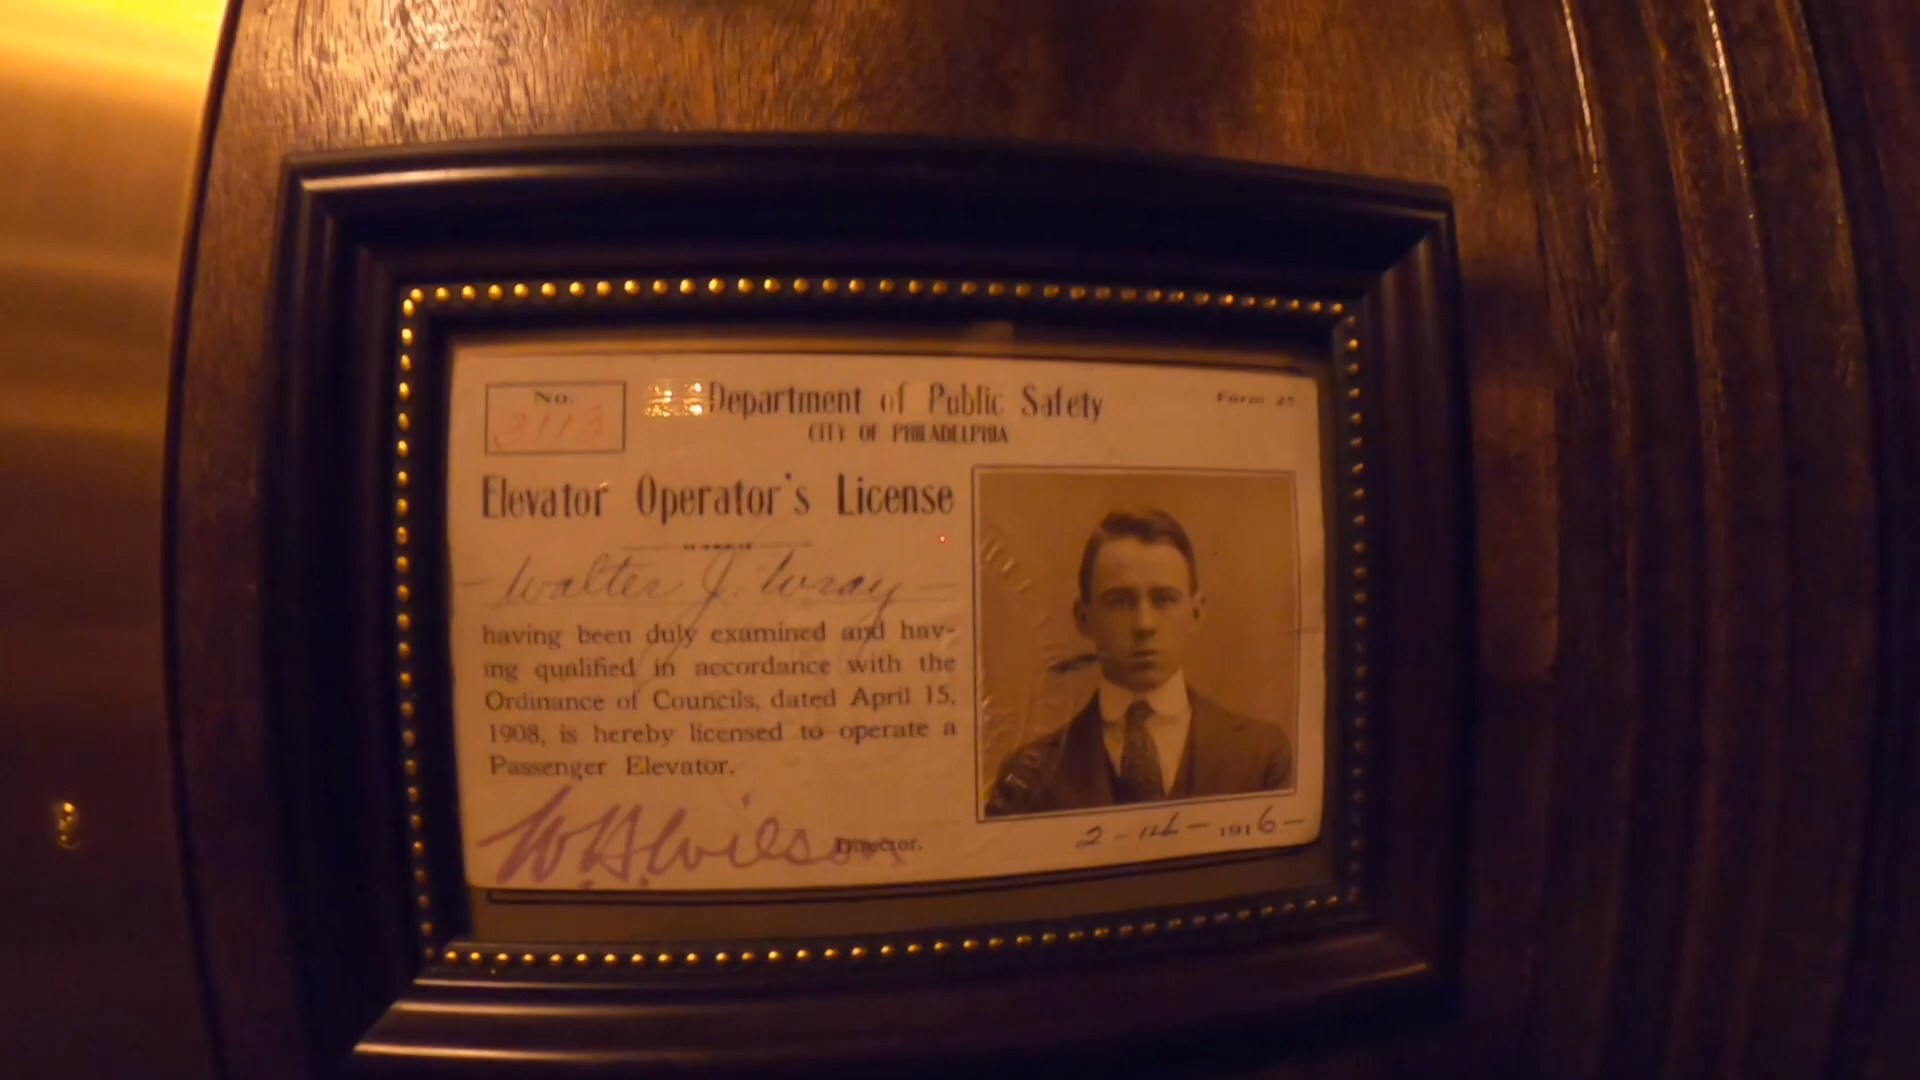 No.
3113
Department of Public Safety
Form 25
CITY OF PHILADELPHIA
Elevator Operator's License
- Walter J. Wray -
having been duly examined and hav-
ing qualified in accordance with the
Ordinance of Councils, dated April 15,
1908, is hereby licensed to operate a
Passenger Elevator.
W.H. Wilson
Director.
2-14-1916-